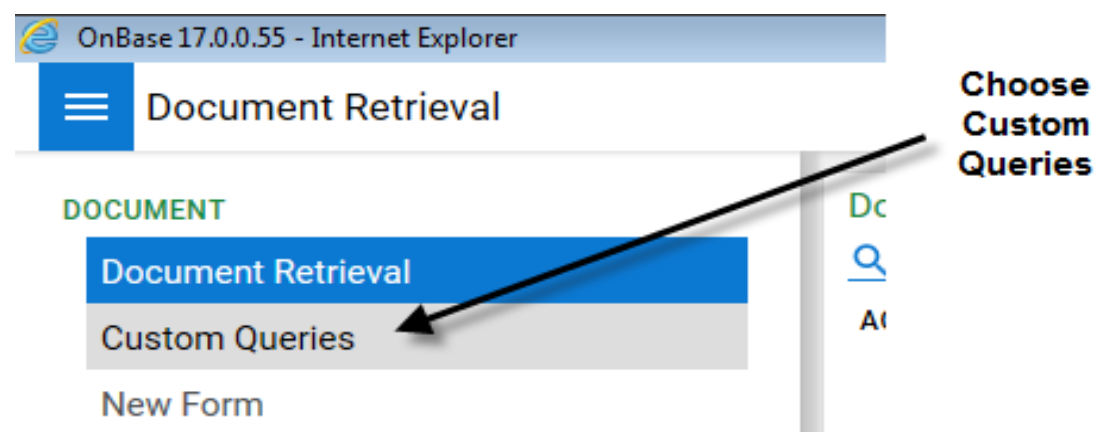 OnBase 17.0.0.55 - Internet Explorer
Document Retrieval
Choose
Custom
Queries
DOCUMENT
Document Retrieval
Custom Queries
New Form